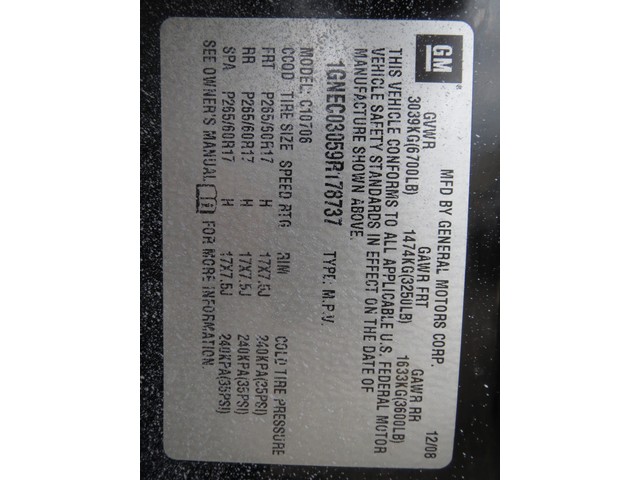 GM
MFD BY GENERAL MOTORS CORP. 12/08
GVWR GAWR FRT GAWR RR
3039KG(6700LB) 1474KG(3250LB) 1633KG(3600LB)
THIS VEHICLE CONFORMS TO ALL APPLICABLE U.S. FEDERAL MOTOR
VEHICLE SAFETY STANDARDS IN EFFECT ON THE DATE OF
MANUFACTURE SHOWN ABOVE.
1GNEC03059R178737 TYPE: M.P.V.
MODEL: C10706
CCOD TIRE SIZE SPEED RTG RIM COLD TIRE PRESSURE
FRT P265/60R17 H 17X7.5J 240KPA(35PSI)
RR P265/60R17 H 17X7.5J 240KPA(35PSI)
SPA P265/60R17 H 17X7.5J 240KPA(35PSI)
SEE OWNER'S MANUAL FOR MORE INFORMATION.